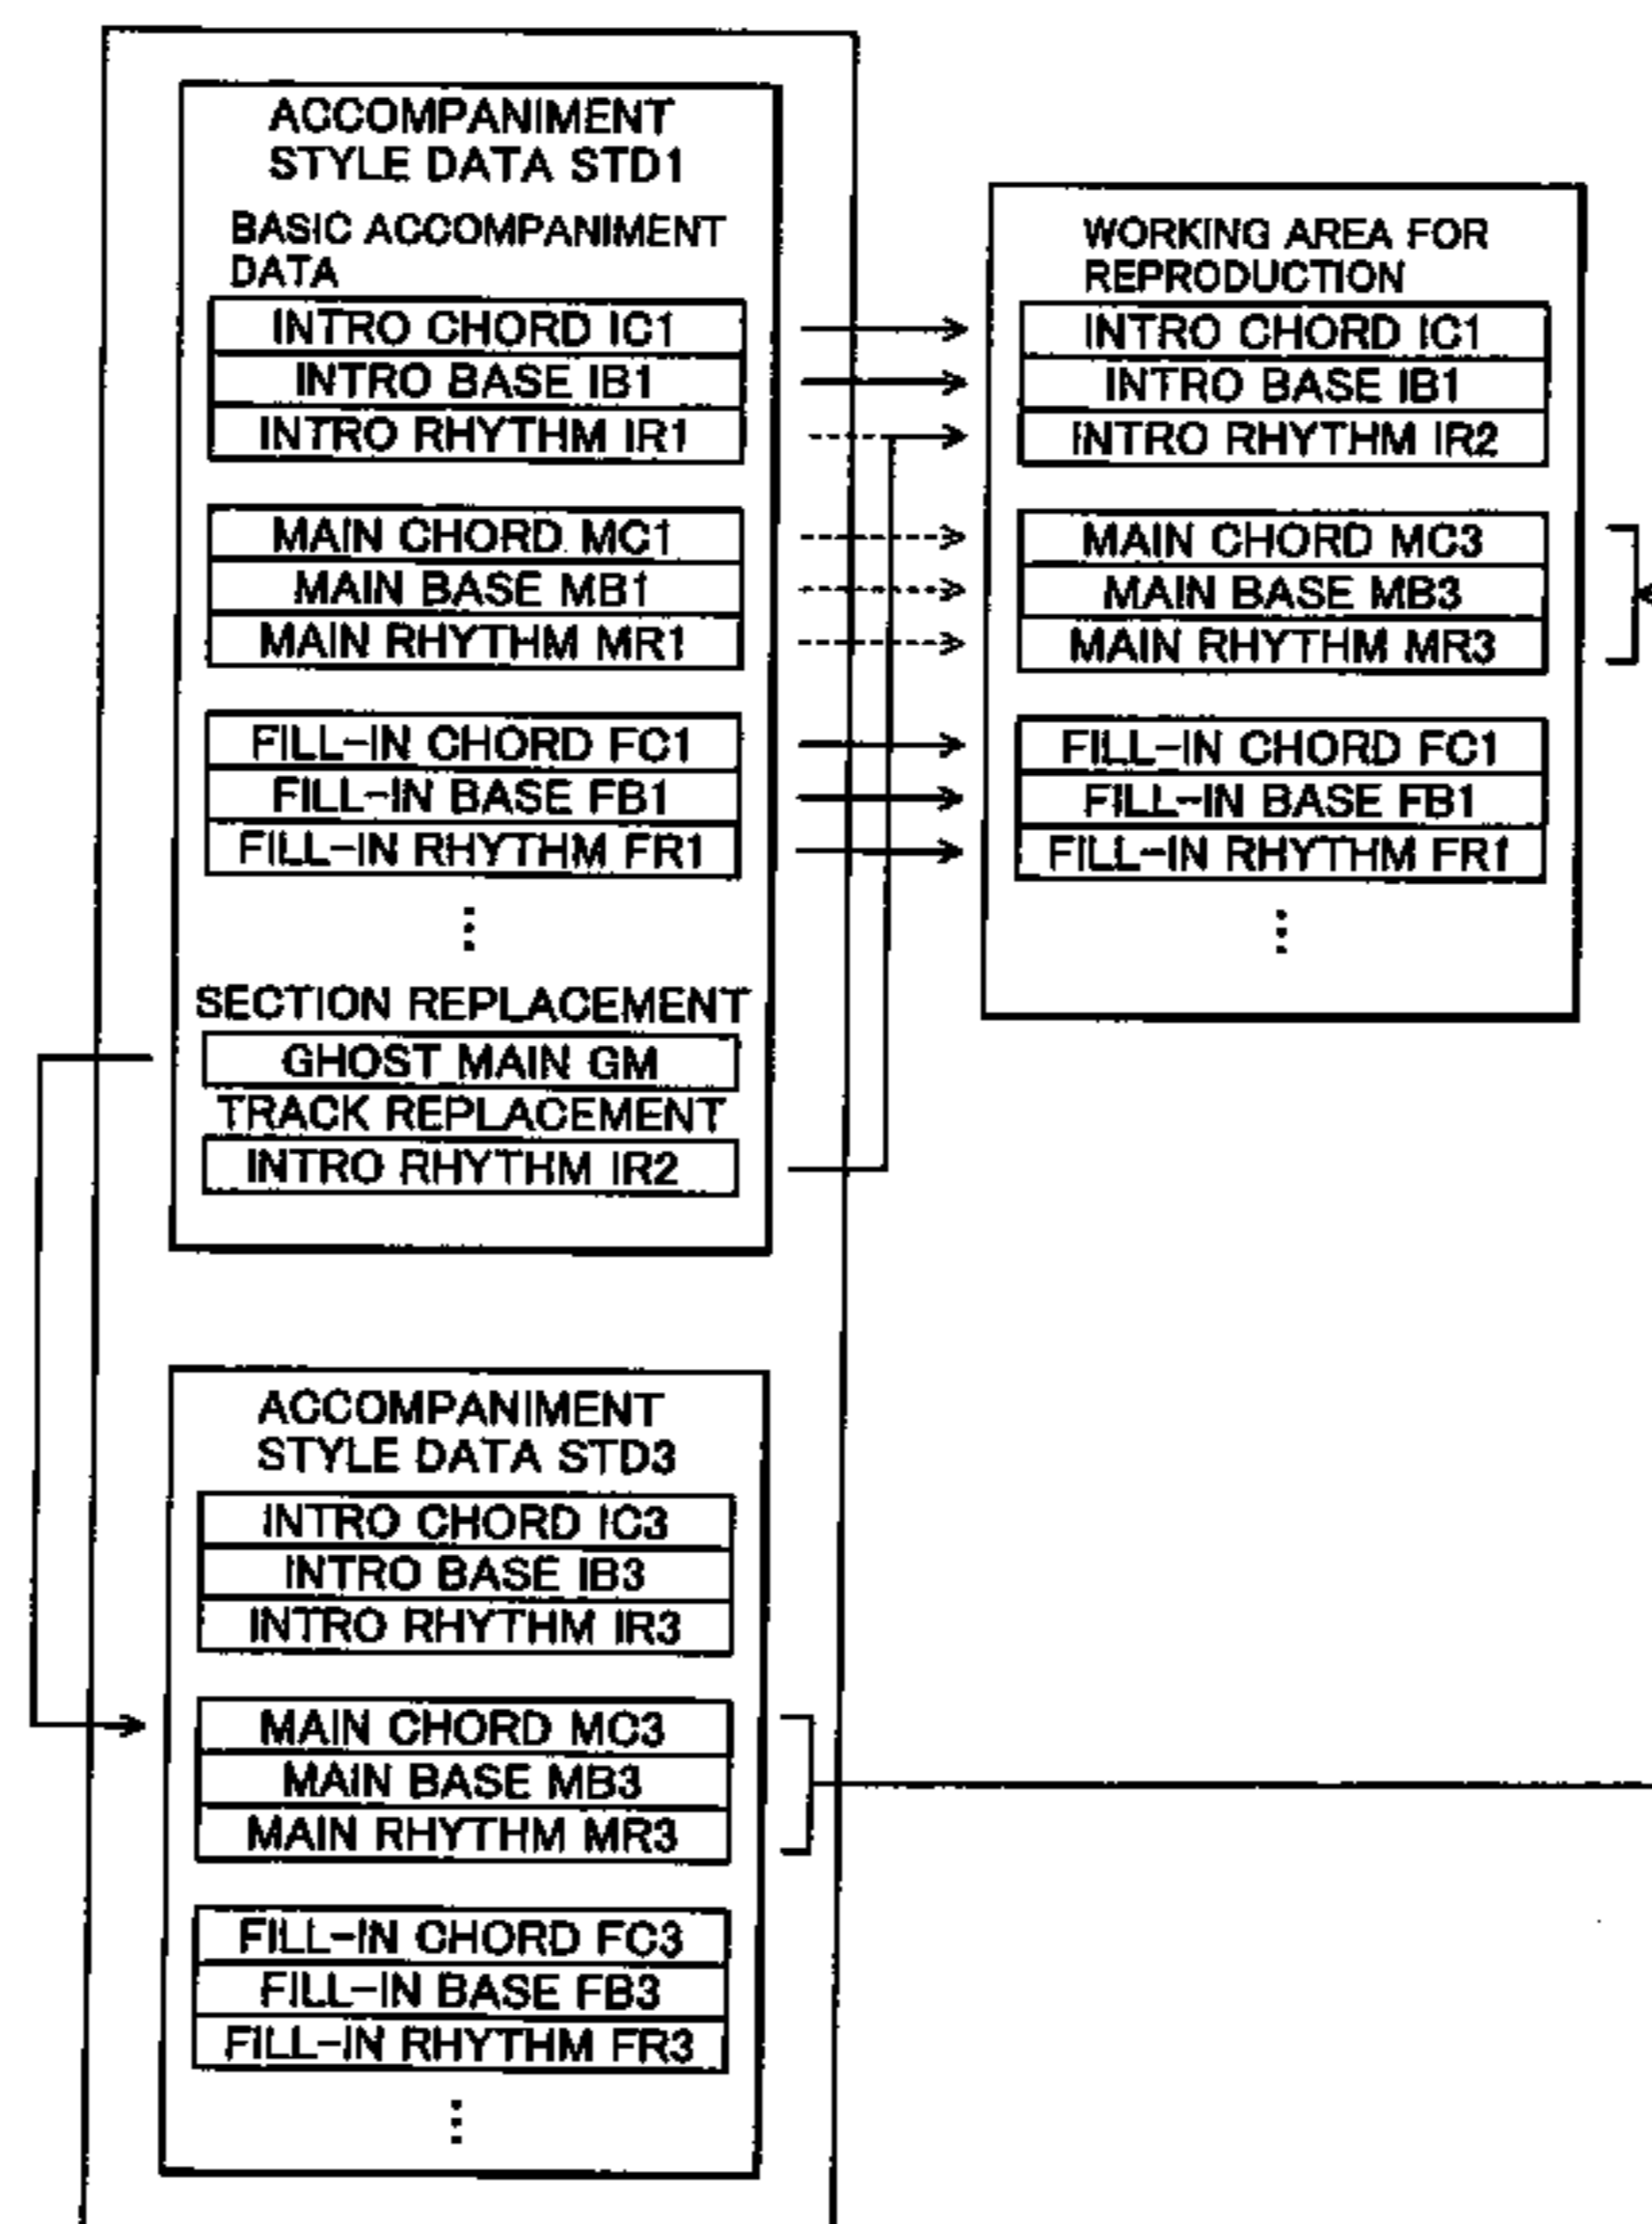 ACCOMPANIMENT
STYLE DATA STD1
BASIC ACCOMPANIMENT
DATA
INTRO CHORD IC1
INTRO BASE IB1
INTRO RHYTHM IR1
MAIN CHORD MC1
MAIN BASE MB1
MAIN RHYTHM MR1
FILL-IN CHORD FC1
FILL-IN BASE FB1
FILL-IN RHYTHM FR1
SECTION REPLACEMENT
GHOST MAIN GM
TRACK REPLACEMENT
INTRO RHYTHM IR2
WORKING AREA FOR
REPRODUCTION
INTRO CHORD IC1
INTRO BASE IB1
INTRO RHYTHM IR2
MAIN CHORD MC3
MAIN BASE MB3
MAIN RHYTHM MR3
FILL-IN CHORD FC1
FILL-IN BASE FB1
FILL-IN RHYTHM FR1
ACCOMPANIMENT
STYLE DATA STD3
INTRO CHORD IC3
INTRO BASE IB3
INTRO RHYTHM IR3
MAIN CHORD MC3
MAIN BASE MB3
MAIN RHYTHM MR3
FILL-IN CHORD FC3
FILL-IN BASE FB3
FILL-IN RHYTHM FR3